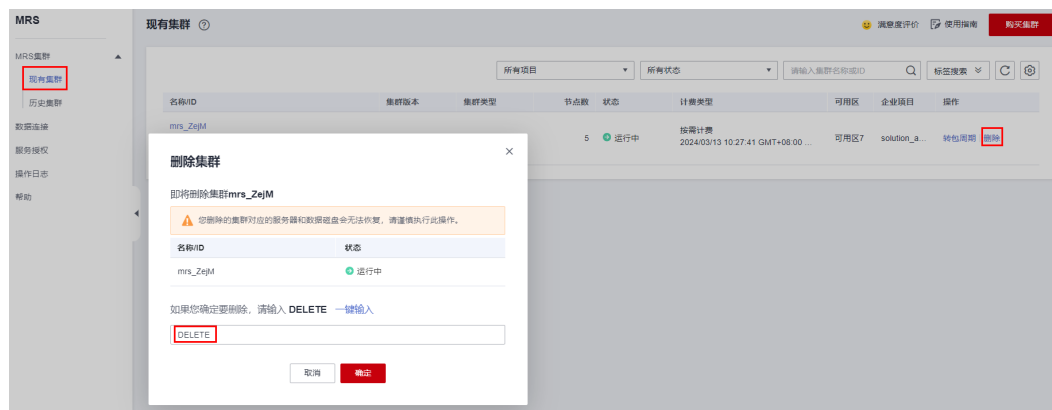 MRS
现有集群
满意度评价
使用指南
购买集群
MRS集群
现有集群
历史集群
数据连接
服务授权
操作日志
帮助
所有项目
所有状态
请输入集群名称或ID
标签搜索
名称/ID 集群版本 集群类型 节点数 状态 计费类型 可用区 企业项目 操作
mrs_ZejM
5 运行中 按需计费 可用区7 solution_a... 转包周期 删除
2024/03/13 10:27:41 GMT+08:00 ...
删除集群
即将删除集群mrs_ZejM
您删除的集群对应的服务器和数据磁盘会无法恢复，请谨慎执行此操作。
名称/ID 状态
mrs_ZejM 运行中
如果您确定要删除，请输入 DELETE 一键输入
DELETE
取消 确定